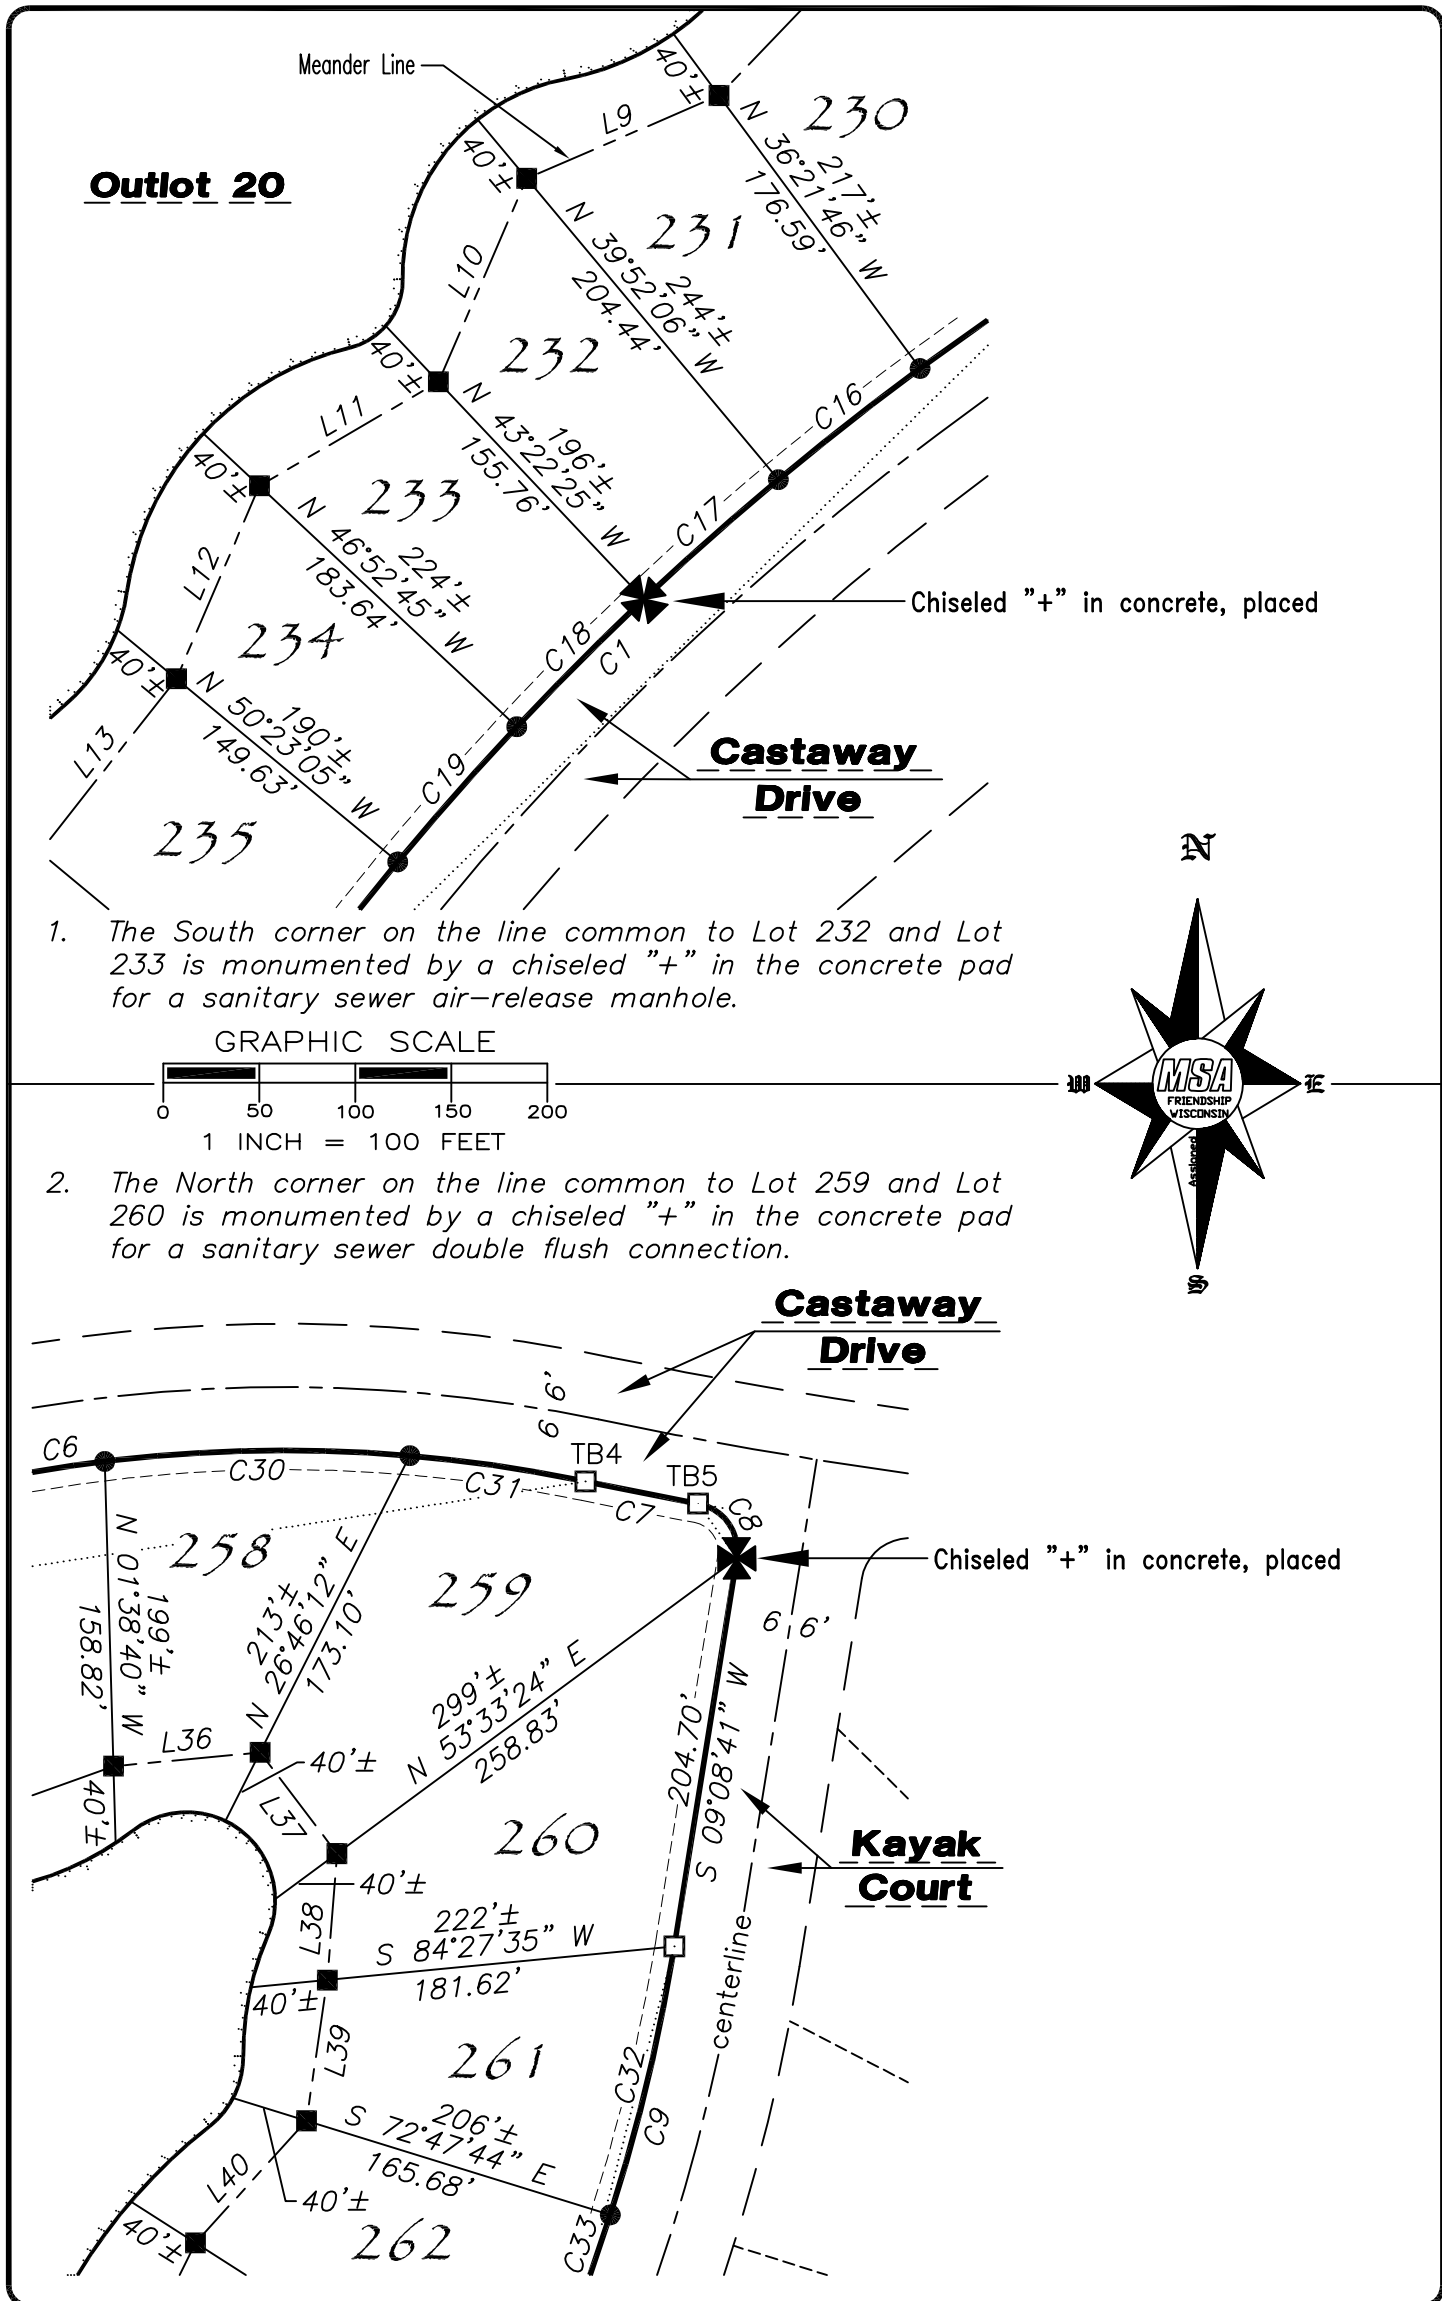 Meander Line
40'±
L9
N 36°21'46" W
217'±
176.59'
230
Outlot 20
40'±
N 39°52'06" W
244'±
204.44'
231
L10
40'±
232
N 43°22'25" W
196'±
155.76'
C16
L11
40'±
233
N 46°52'45" W
224'±
183.64'
C17
L12
Chiseled "+" in concrete, placed
234
C18
C1
40'±
N 50°23'05" W
190'±
149.63'
L13
C19
Castaway
Drive
235
1. The South corner on the line common to Lot 232 and Lot
233 is monumented by a chiseled "+" in the concrete pad
for a sanitary sewer air-release manhole.
GRAPHIC SCALE
0 50 100 150 200
1 INCH = 100 FEET
N
W
E
S
MSA
FRIENDSHIP
WISCONSIN
Assigned
2. The North corner on the line common to Lot 259 and Lot
260 is monumented by a chiseled "+" in the concrete pad
for a sanitary sewer double flush connection.
Castaway
Drive
6 6'
C6
C30
C31
TB4
TB5
C7
C8
Chiseled "+" in concrete, placed
258
259
N 01°38'40" W
199'±
158.82'
213'±
N 26°46'12" E
173.10'
299'±
N 53°33'24" E
258.83'
6 6'
204.70'
S 09°08'41" W
L36
40'±
40'±
L37
260
Kayak
Court
40'±
L38
222'±
S 84°27'35" W
181.62'
40'±
centerline
L39
261
C32
C9
206'±
S 72°47'44" E
165.68'
L40
40'±
40'±
262
C33